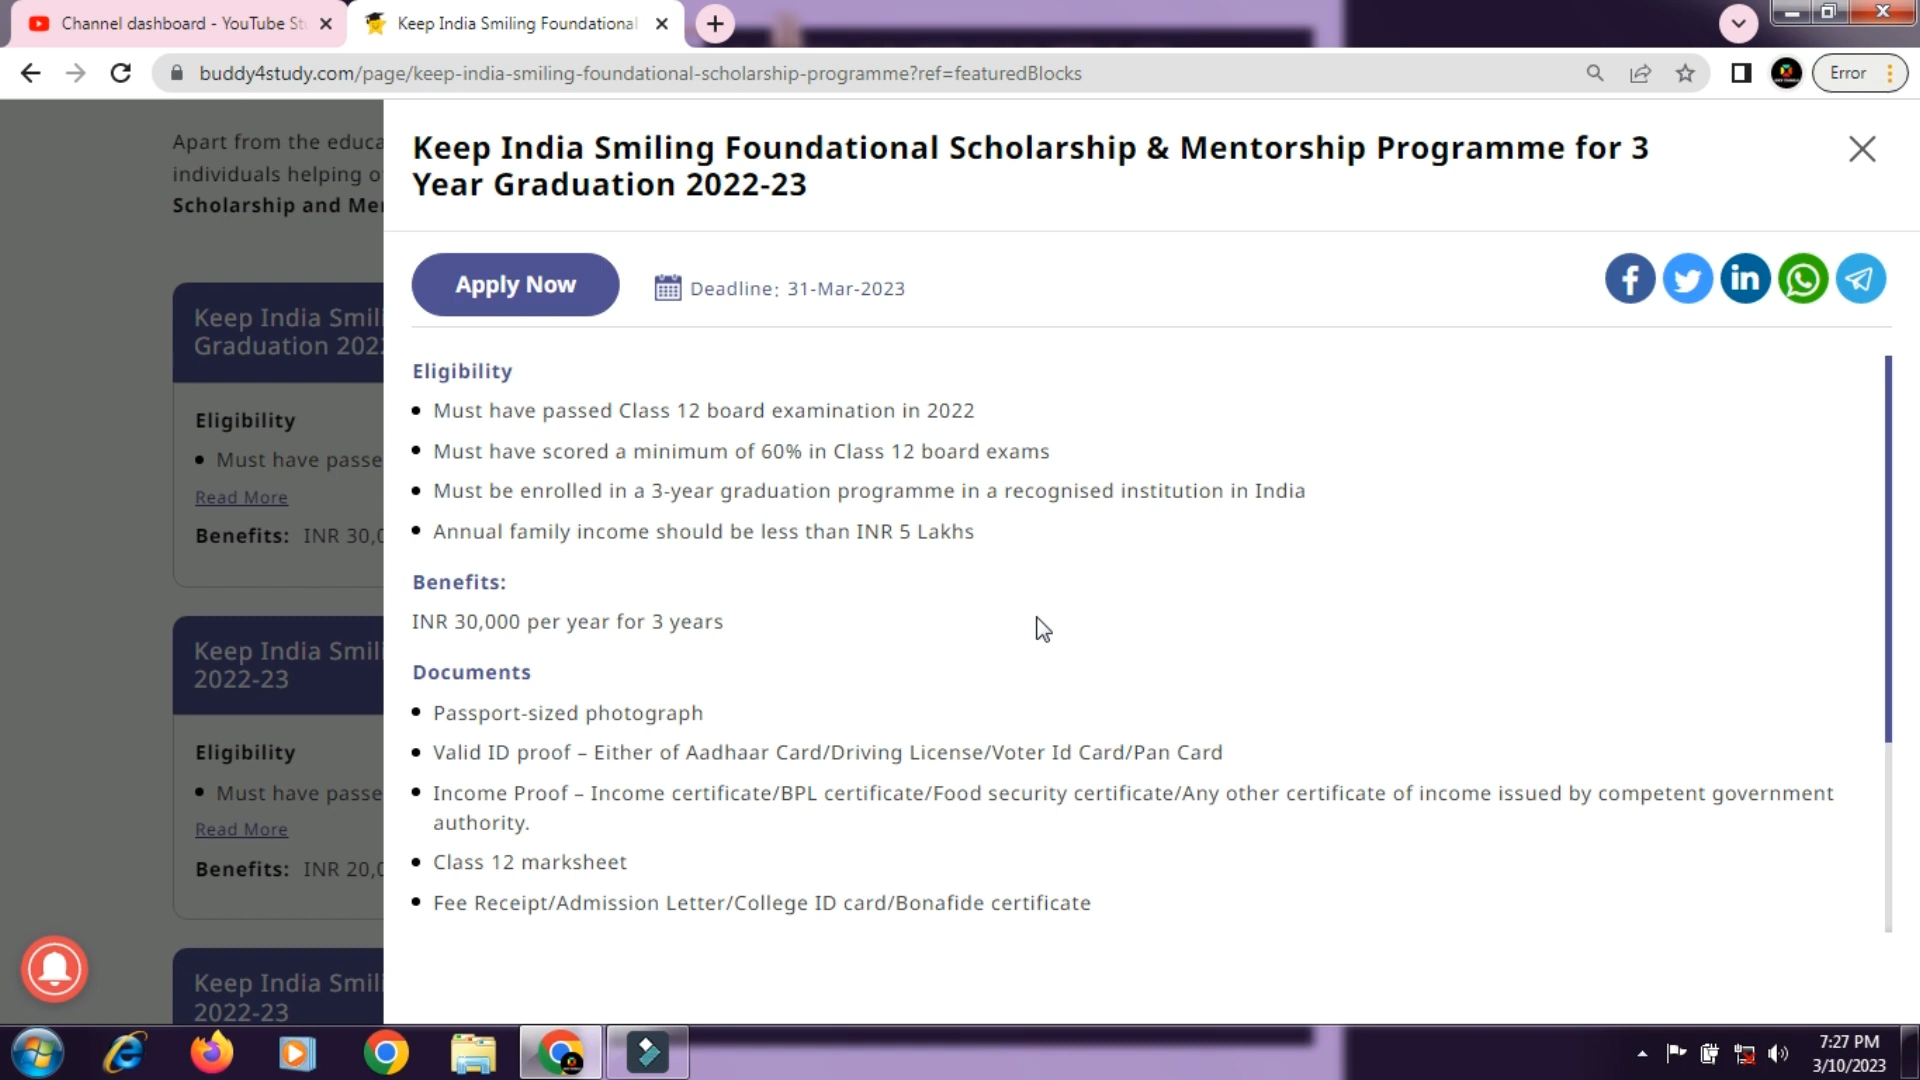 Channel dashboard - YouTube St
Keep India Smiling Foundational
buddy4study.com/page/keep-india-smiling-foundational-scholarship-programme?ref=featuredBlocks
Error
Apart from the educa
individuals helping o
Scholarship and Me
Keep India Smili
Graduation 202
Eligibility
Must have passe
Read More
Benefits: INR 30,0
Keep India Smili
2022-23
Eligibility
Must have passe
Read More
Benefits: INR 20,0
Keep India Smili
2022-23
Keep India Smiling Foundational Scholarship & Mentorship Programme for 3
Year Graduation 2022-23
Apply Now
Deadline: 31-Mar-2023
Eligibility
Must have passed Class 12 board examination in 2022
Must have scored a minimum of 60% in Class 12 board exams
Must be enrolled in a 3-year graduation programme in a recognised institution in India
Annual family income should be less than INR 5 Lakhs
Benefits:
INR 30,000 per year for 3 years
Documents
Passport-sized photograph
Valid ID proof – Either of Aadhaar Card/Driving License/Voter Id Card/Pan Card
Income Proof – Income certificate/BPL certificate/Food security certificate/Any other certificate of income issued by competent government
authority.
Class 12 marksheet
Fee Receipt/Admission Letter/College ID card/Bonafide certificate
7:27 PM
3/10/2023